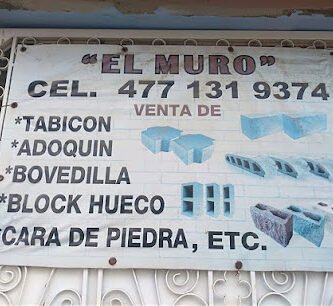 "EL MURO"
CEL. 477 131 9374
VENTA DE
*TABICON
*ADOQUIN
*BOVEDILLA
*BLOCK HUECO
*CARA DE PIEDRA, ETC.